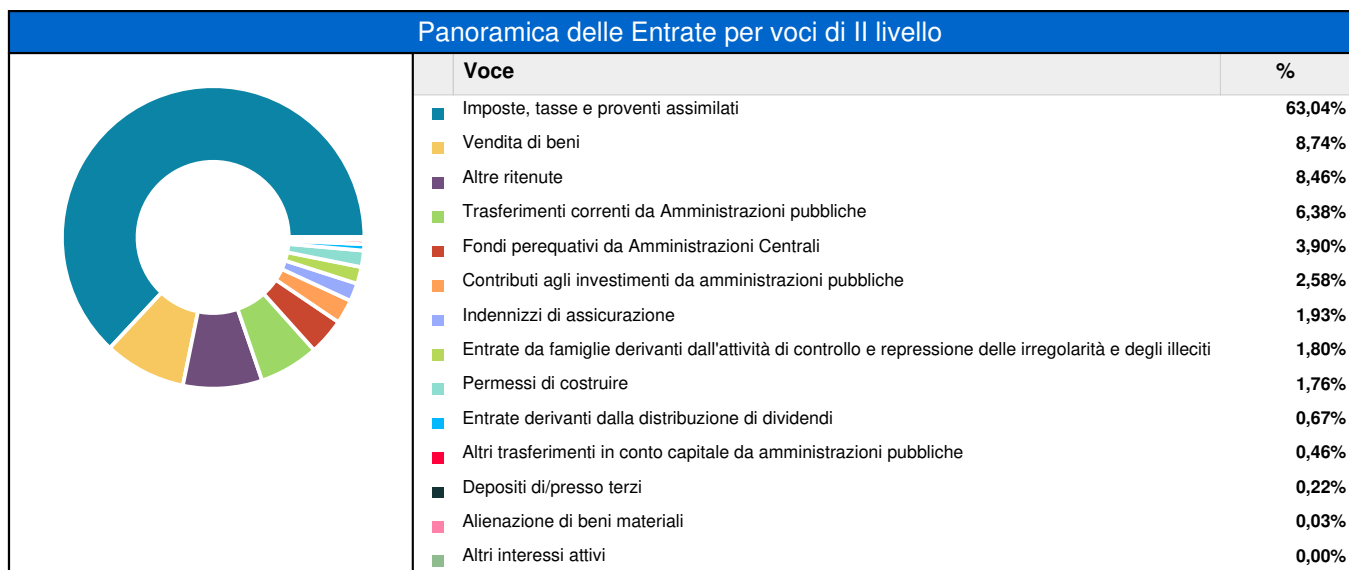 Panoramica delle Entrate per voci di II livello
Voce %
Imposte, tasse e proventi assimilati 63,04%
Vendita di beni 8,74%
Altre ritenute 8,46%
Trasferimenti correnti da Amministrazioni pubbliche 6,38%
Fondi perequativi da Amministrazioni Centrali 3,90%
Contributi agli investimenti da amministrazioni pubbliche 2,58%
Indennizzi di assicurazione 1,93%
Entrate da famiglie derivanti dall'attività di controllo e repressione delle irregolarità e degli illeciti 1,80%
Permessi di costruire 1,76%
Entrate derivanti dalla distribuzione di dividendi 0,67%
Altri trasferimenti in conto capitale da amministrazioni pubbliche 0,46%
Depositi di/presso terzi 0,22%
Alienazione di beni materiali 0,03%
Altri interessi attivi 0,00%